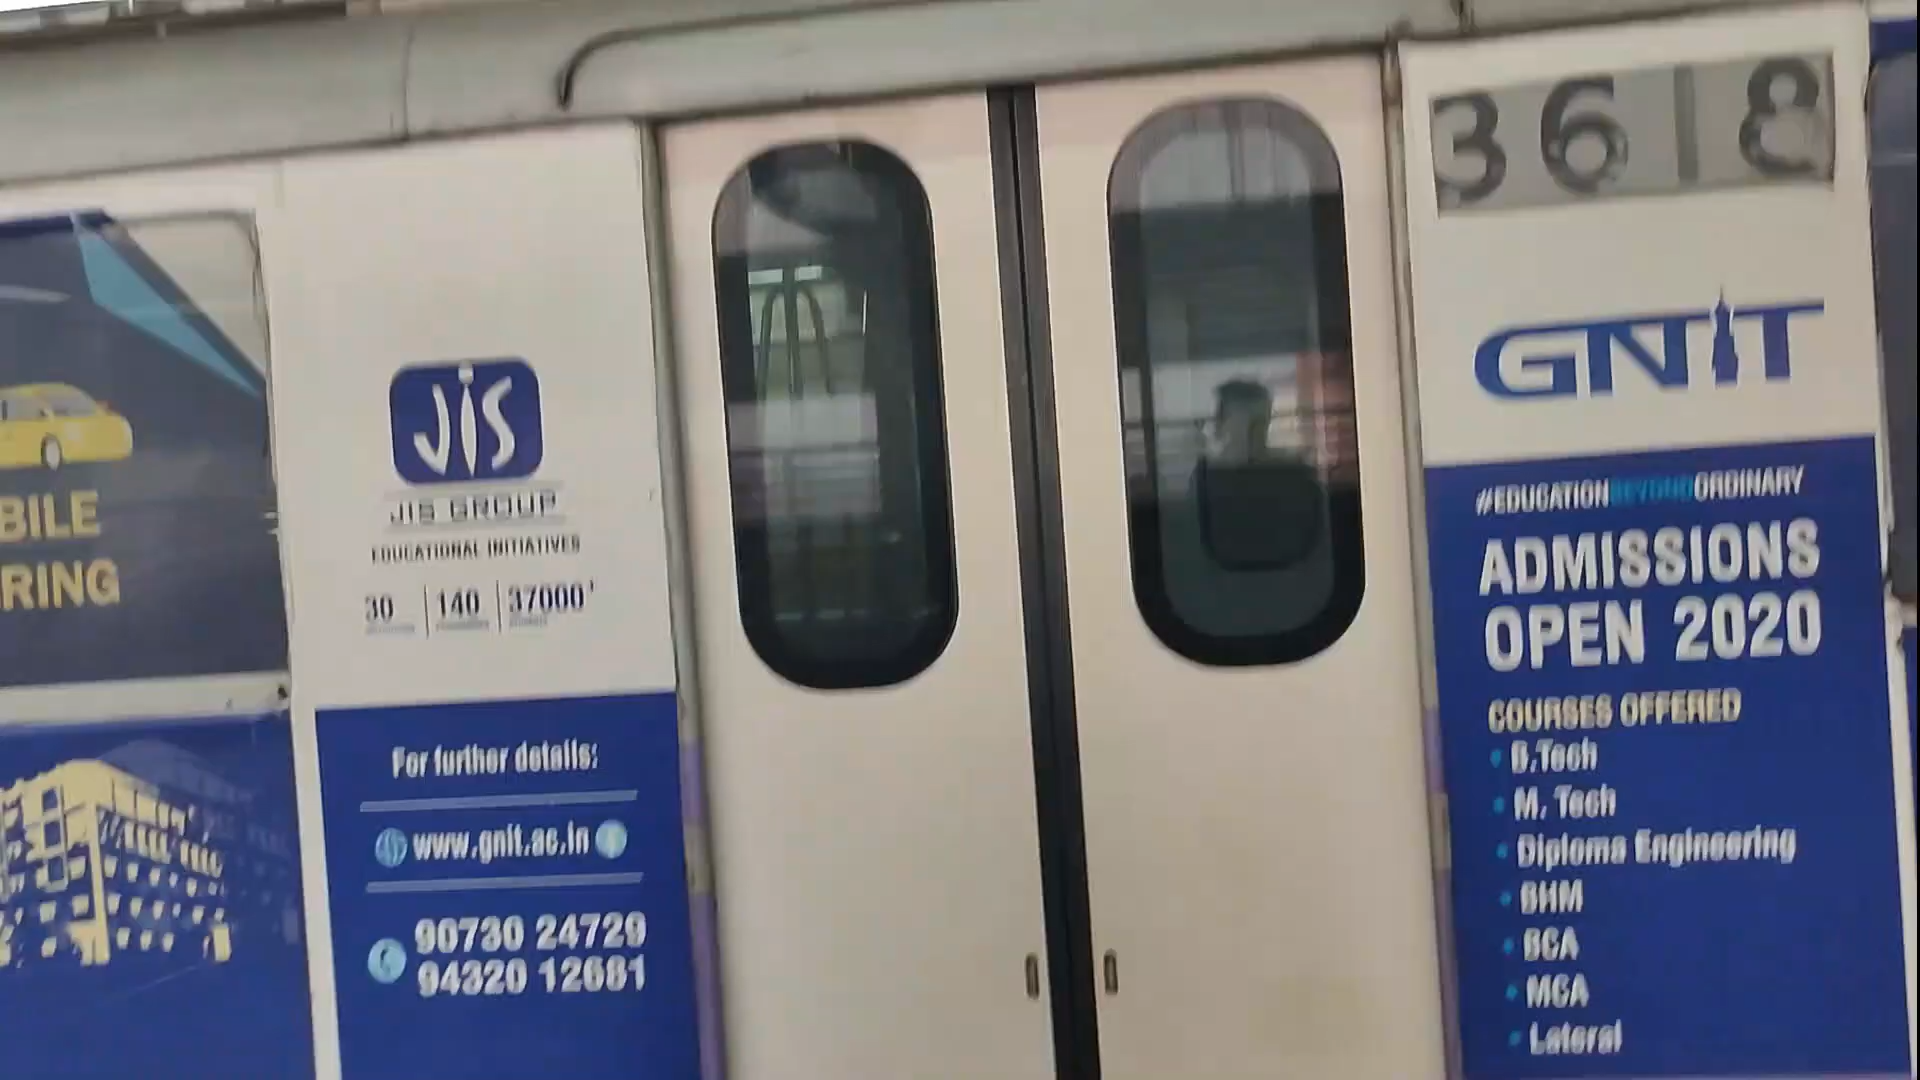 BILE
RING
JIS
JIS GROUP
EDUCATIONAL INITIATIVES
30 140 37000+
For further details:
www.gnit.ac.in
90730 24729
94320 12681
3618
GNIT
#EDUCATIONBEYONDORDINARY
ADMISSIONS
OPEN 2020
COURSES OFFERED
• B.Tech
• M. Tech
• Diploma Engineering
• BHM
• BCA
• MCA
• Lateral